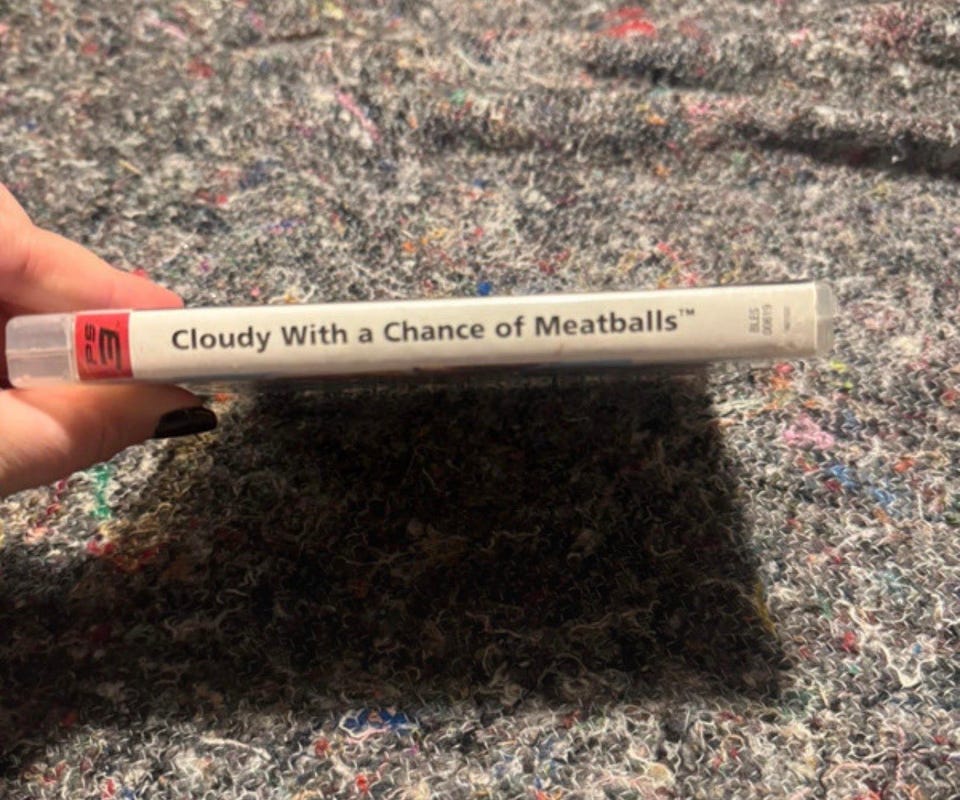 PS3
Cloudy With a Chance of Meatballs™
BLES
00619